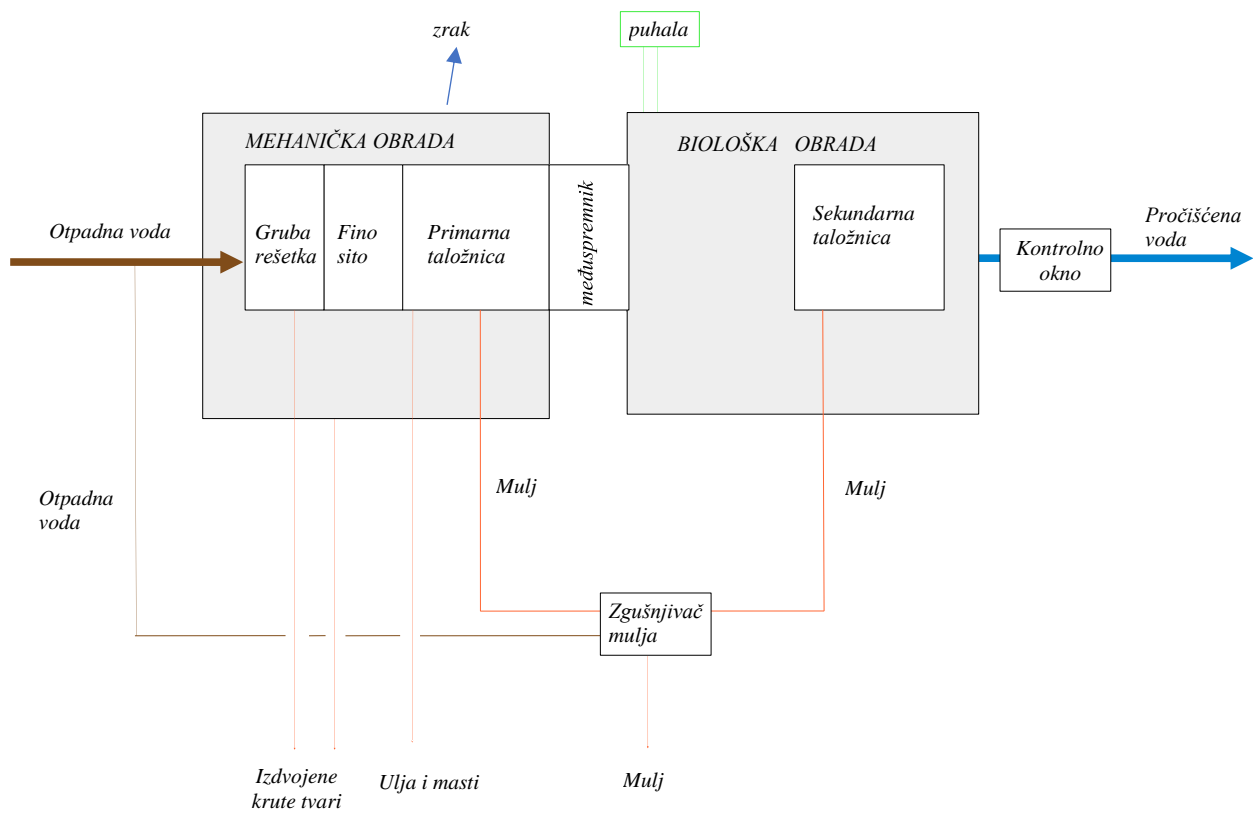 zrak
puhala
MEHANIČKA OBRADA
BIOLOŠKA OBRADA
Otpadna voda
Gruba
rešetka
Fino
sito
Primarna
taložnica
međuspremnik
Sekundarna
taložnica
Kontrolno
okno
Pročišćena
voda
Otpadna
voda
Mulj
Mulj
Zgušnjivač
mulja
Izdvojene
krute tvari
Ulja i masti
Mulj